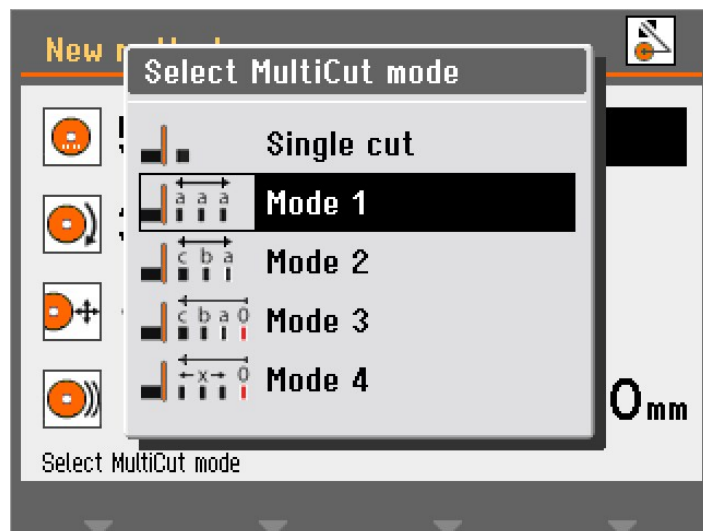 New
Select MultiCut mode
Single cut
a a a Mode 1
c b a Mode 2
c b a 0 Mode 3
x 0 Mode 4
0mm
Select MultiCut mode